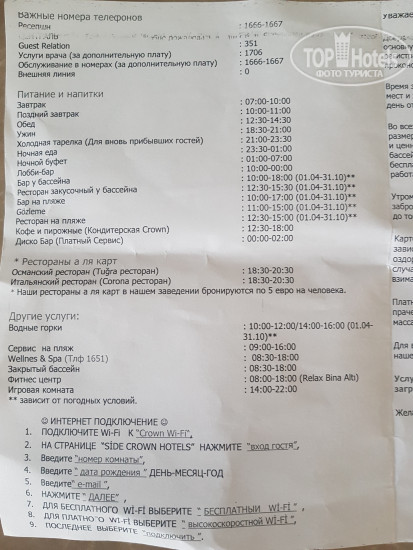 Важные номера телефонов
Ресепшн : 1666-1667
Guest Relation : 351
Услуги врача (за дополнительную плату) : 1706
Обслуживание в номерах (за дополнительную плату) : 1666-1667
Внешняя линия : 0
Питание и напитки
Завтрак : 07:00-10:00
Поздний завтрак : 10:00-11:00
Обед : 12:30-14:30
Ужин : 18:30-21:00
Холодная тарелка (Для вновь прибывших гостей) : 21:00-23:30
Ночная еда : 23:30-01:00
Ночной буфет : 01:00-07:00
Лобби-бар : 10:00-00:00
Бар у бассейна : 10:00-18:00 (01.04-31.10)**
Ресторан закусочный у бассейна : 12:30-15:30 (01.04-31.10)**
Бар на пляже : 10:00-17:00 (01.04-31.10)**
Gözleme : 11:00-15:00 (01.04-31.10)**
Ресторан на пляже : 12:30-15:00 (01.04-31.10)**
Кофе и пирожные (Кондитерская Crown) : 12:30-18:00
Диско Бар (Платный Сервис) : 00:00-02:00
* Рестораны а ля карт
Османский ресторан (Tuğra ресторан) : 18:30-20:30
Итальянский ресторан (Corona ресторан) : 18:30-20:30
* Наши рестораны а ля карт в нашем заведении бронируются по 5 евро на человека.
Другие услуги:
Водные горки : 10:00-12:00/14:00-16:00 (01.04-
31.10)**
Сервис на пляж : 09:00-16:00
Wellnes & Spa (Тлф 1651) : 08:30-18:00
Закрытый бассейн : 08:30-18:00
Фитнес центр : 08:00-18:00 (Relax Bina Altı)
Игровая комната : 14:00-22:00
** зависит от погодных условий.
☺ ИНТЕРНЕТ ПОДКЛЮЧЕНИЕ ☺
1. ПОДКЛЮЧИТЕ Wi-Fi К "Crown Wi-Fi",
2. НА СТРАНИЦЕ "SİDE CROWN HOTELS" НАЖМИТЕ "вход гостя",
3. Введите "номер комнаты",
4. Введите " дата рождения " ДЕНЬ-МЕСЯЦ-ГОД
5. Введите" e-mail ",
6. НАЖМИТЕ " ДАЛЕЕ" ,
7. ДЛЯ БЕСПЛАТНОГО Wİ-Fİ ВЫБЕРИТЕ " БЕСПЛАТНЫИ Wİ-Fİ " ,
8. ДЛЯ ПЛАТНОГО Wİ-Fİ ВЫБЕРИТЕ " высокоскоростной Wİ-Fİ ",
9. ПОСЛЕДНЕЕ ВЫБЕРИТЕ "подключить ",
TOPHotels
ФОТО ТУРИСТА